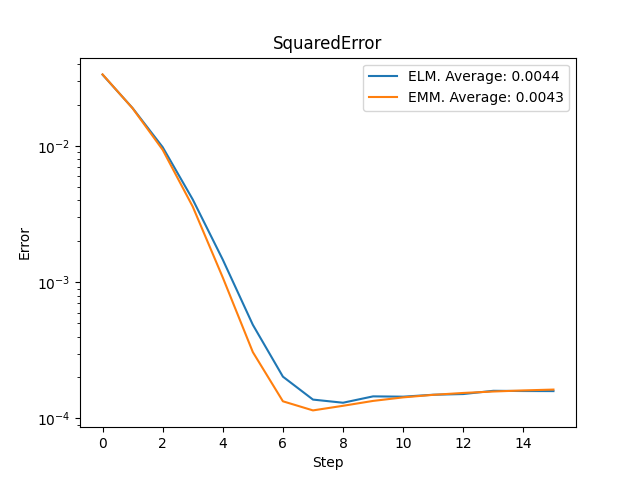 SquaredError
ELM. Average: 0.0044
EMM. Average: 0.0043
Error
10⁻²
10⁻³
10⁻⁴
0 2 4 6 8 10 12 14
Step